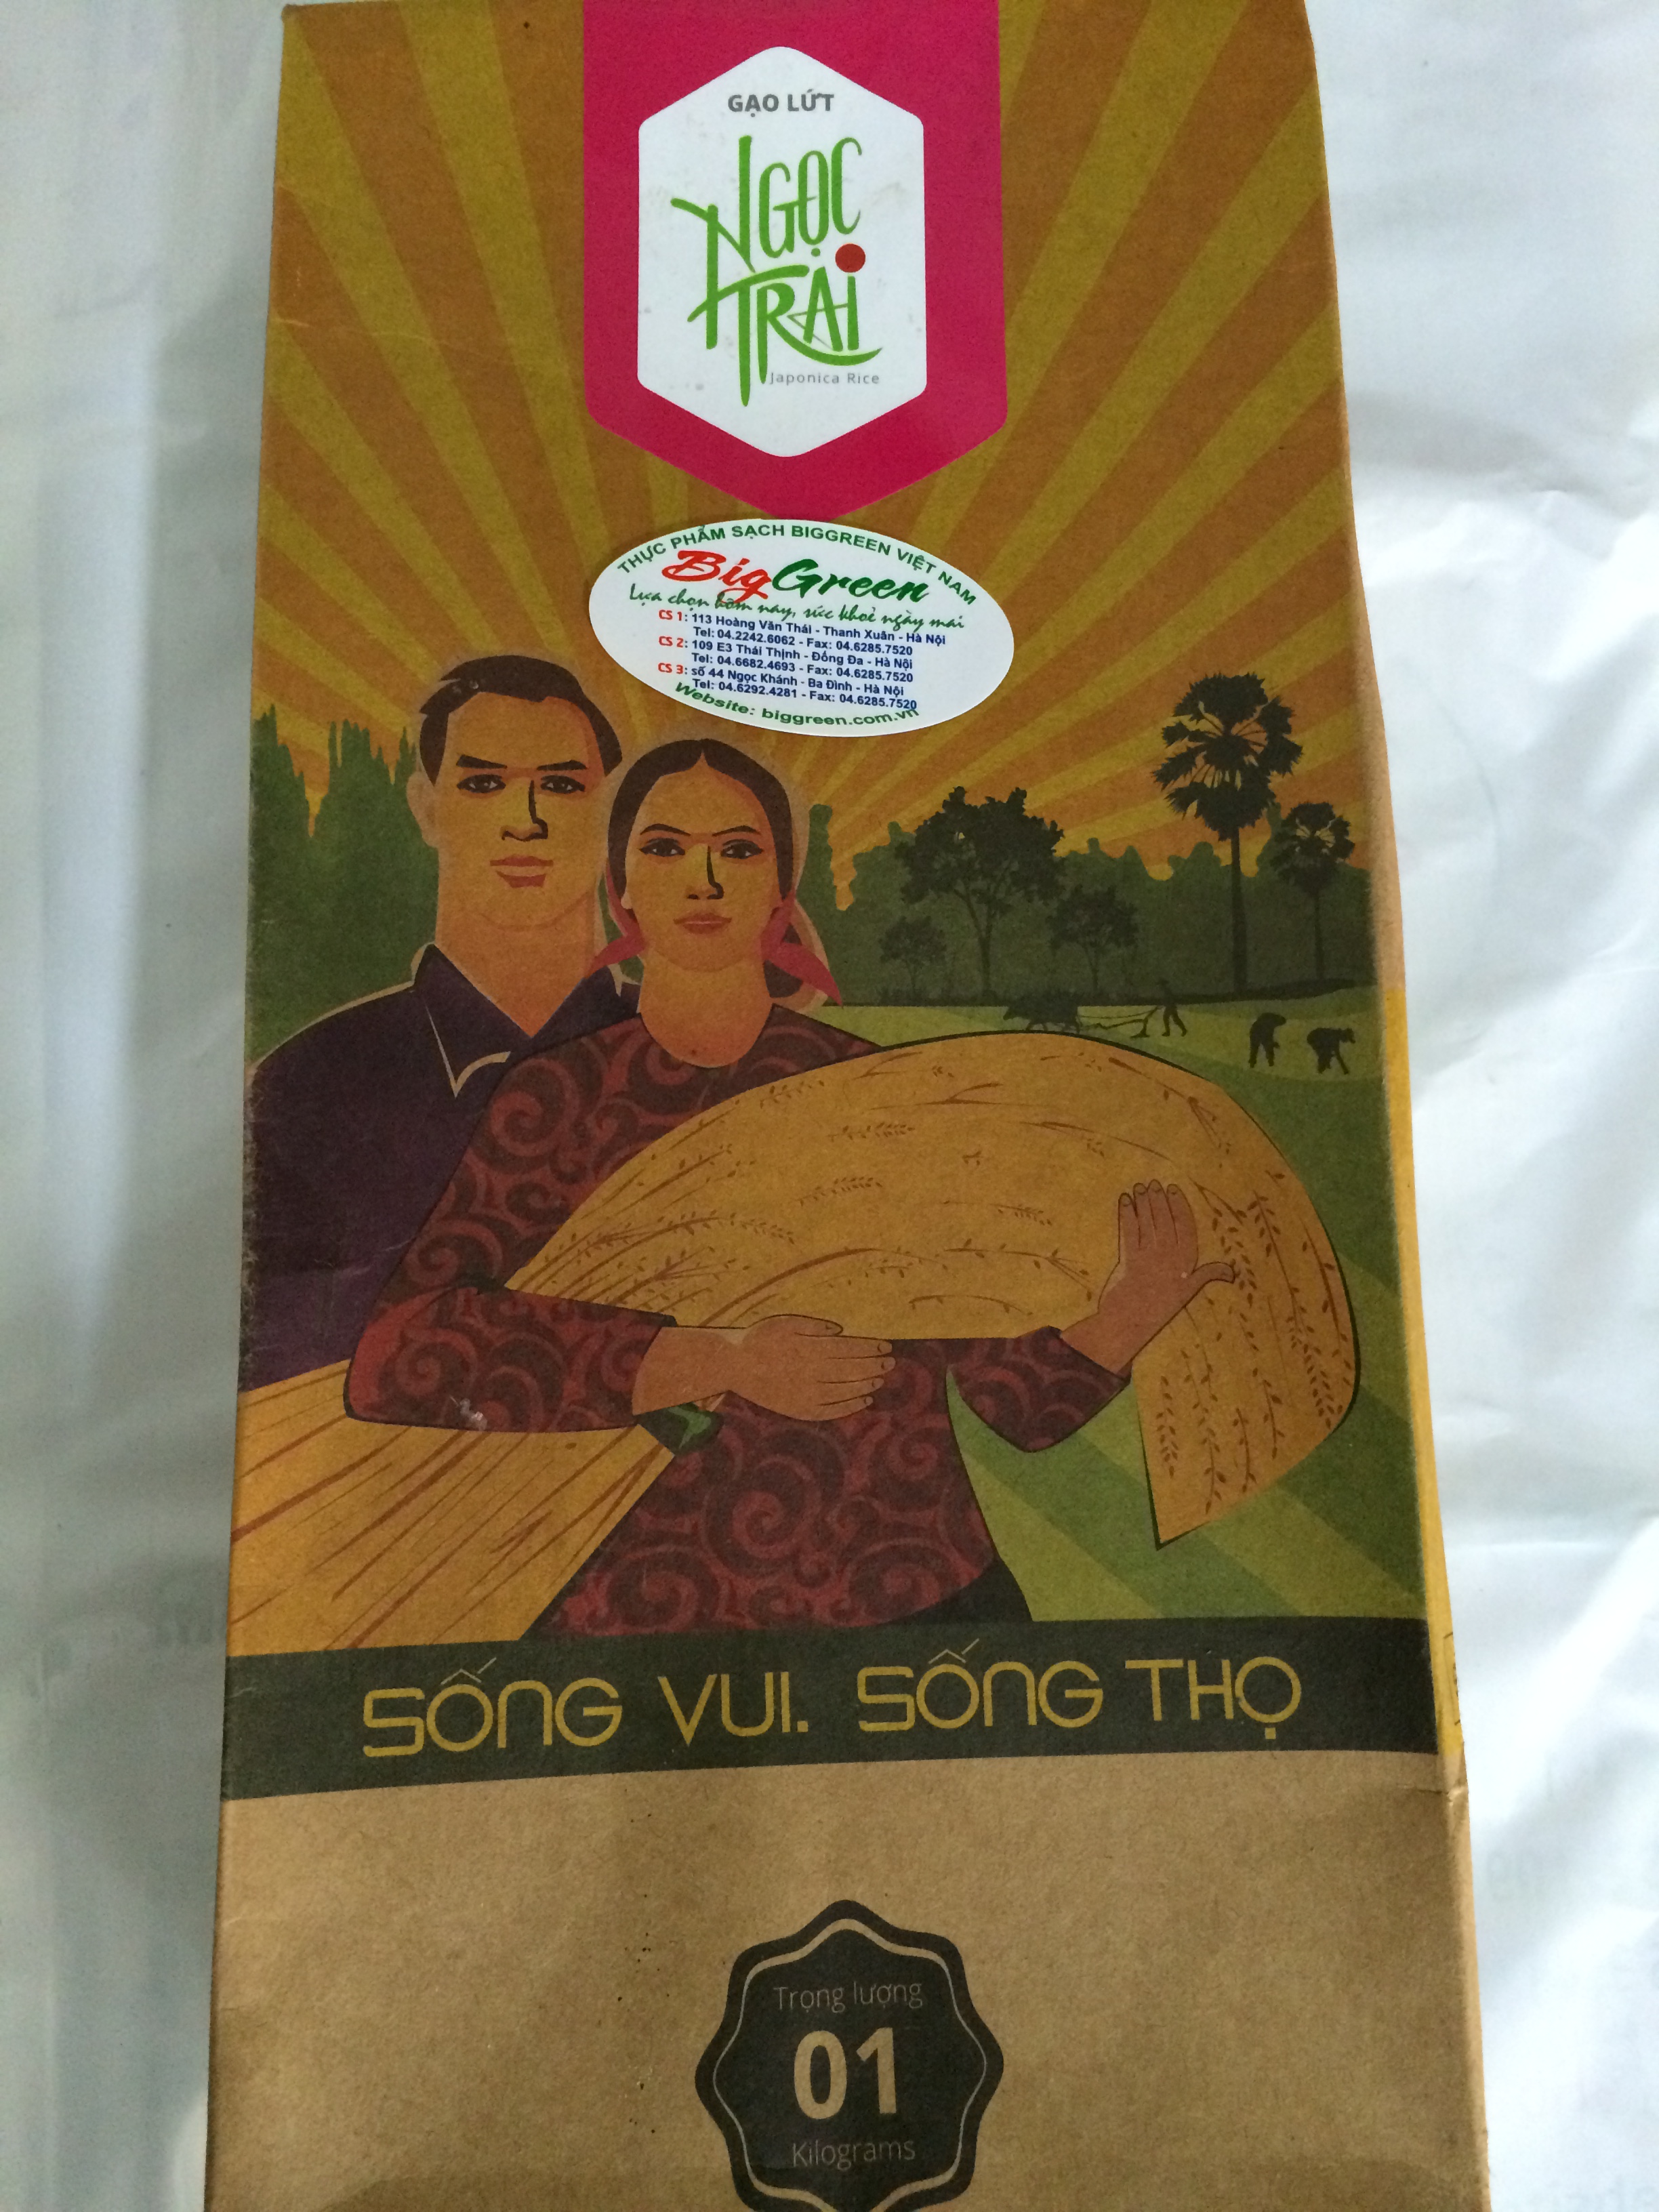 GẠO LỨT
NGỌC
TRAi
Japonica Rice
THỰC PHẨM SẠCH BIGGREEN VIỆT NAM
BigGreen
Lựa chọn hôm nay, sức khoẻ ngày mai
CS 1: 113 Hoàng Văn Thái - Thanh Xuân - Hà Nội
Tel: 04.2242.6062 - Fax: 04.6285.7520
CS 2: 109 E3 Thái Thịnh - Đống Đa - Hà Nội
Tel: 04.6682.4693 - Fax: 04.6285.7520
CS 3: số 44 Ngọc Khánh - Ba Đình - Hà Nội
Tel: 04.6292.4281 - Fax: 04.6285.7520
Website: biggreen.com.vn
SỐNG VUI. SỐNG THỌ
Trọng lượng
01
Kilograms